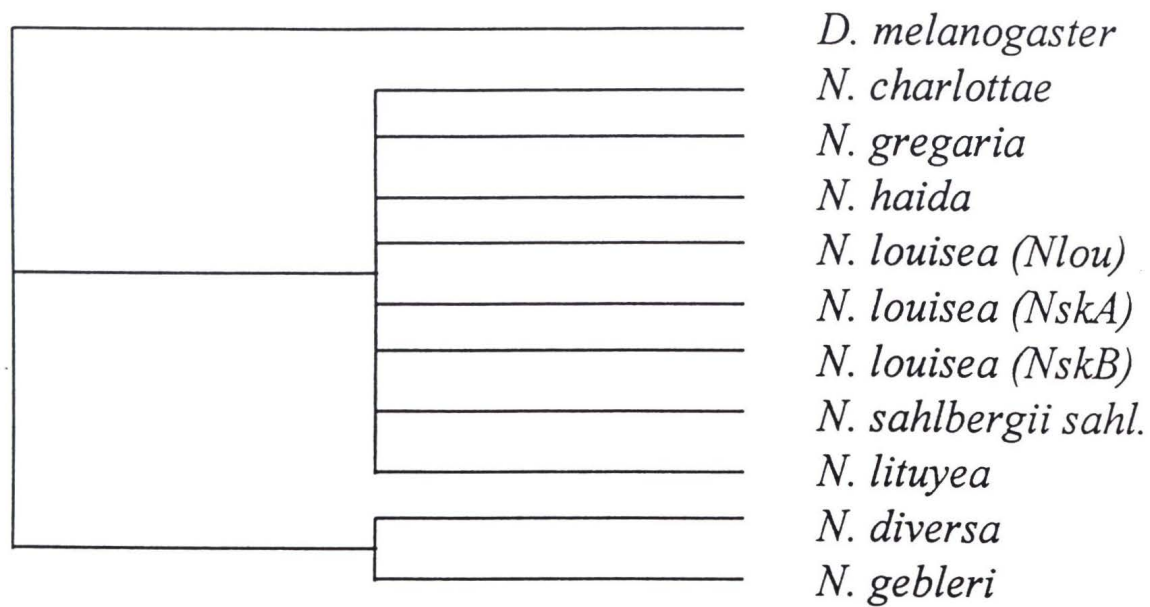 D. melanogaster
N. charlottae
N. gregaria
N. haida
N. louisea (Nlou)
N. louisea (NskA)
N. louisea (NskB)
N. sahlbergii sahl.
N. lituyea
N. diversa
N. gebleri